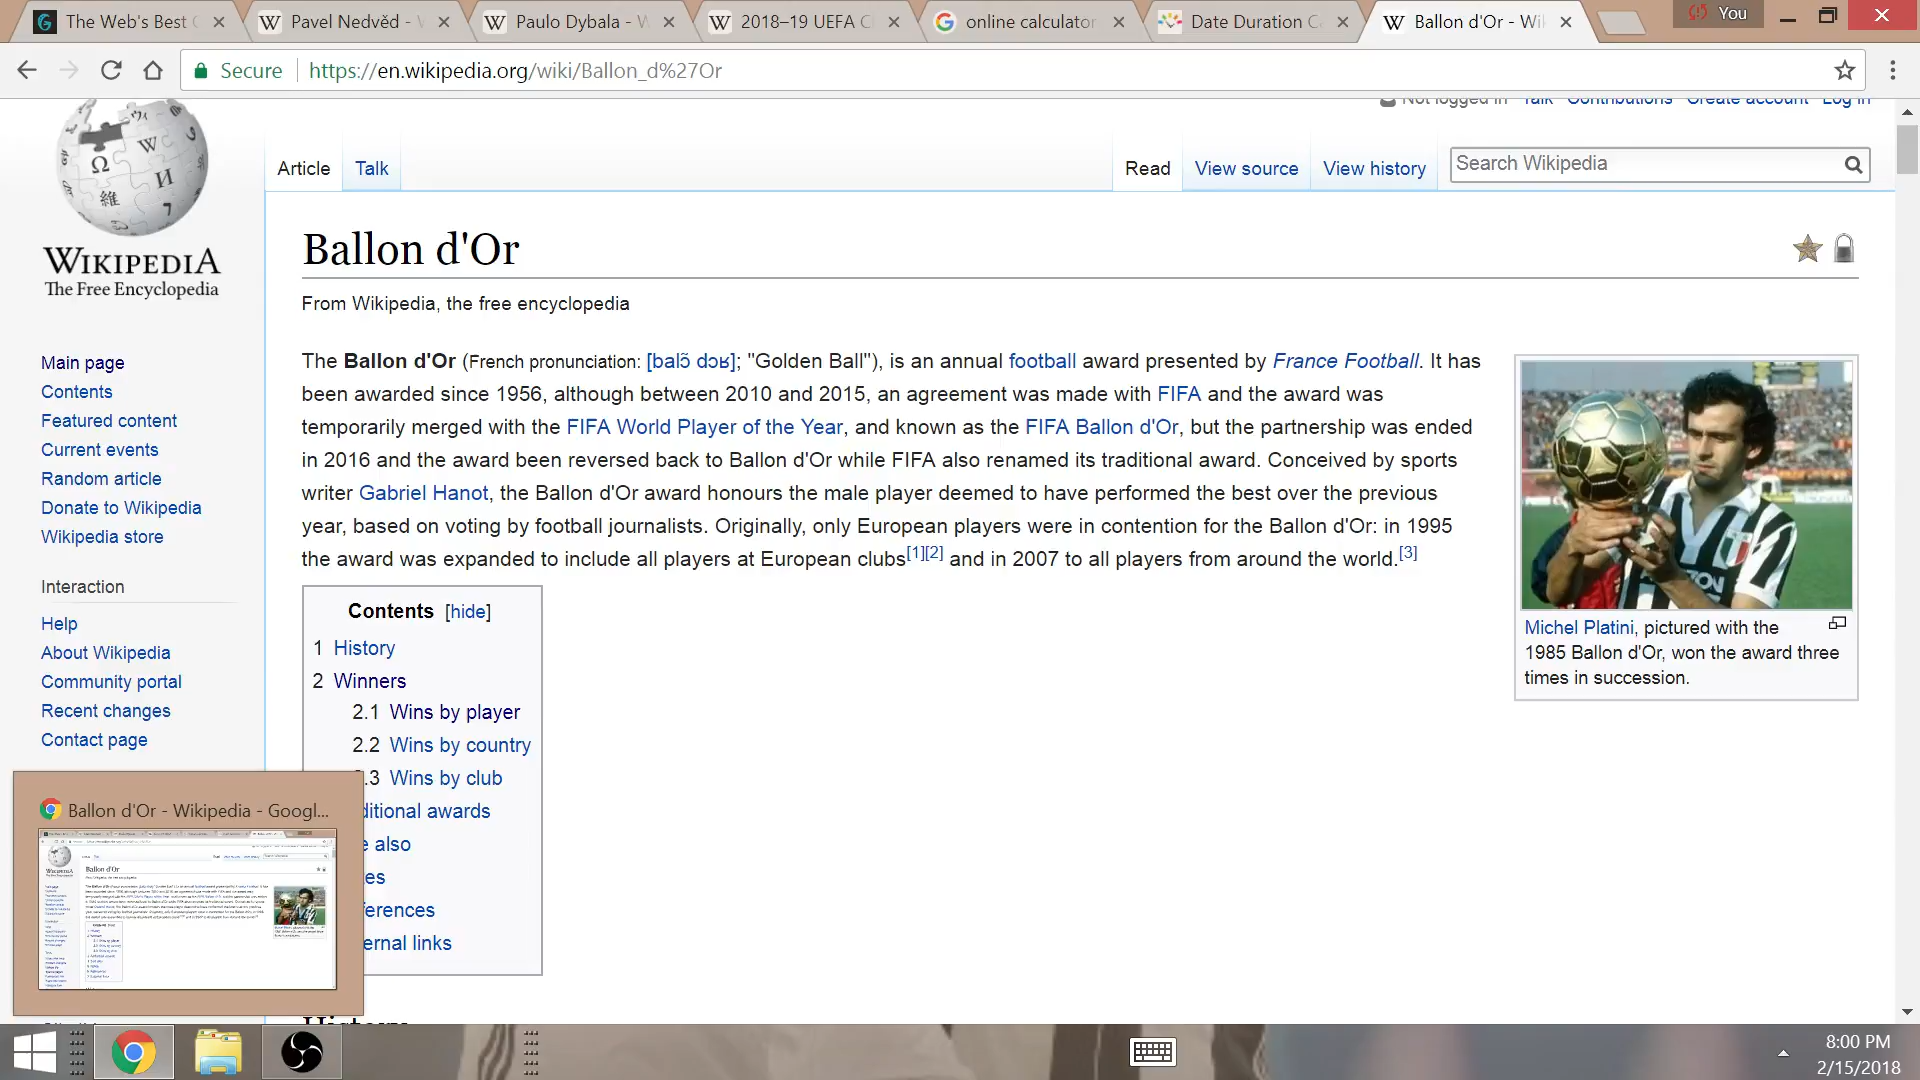 The Web's Best
Pavel Nedvěd -
Paulo Dybala - W
2018–19 UEFA C
online calculator
Date Duration C
Ballon d'Or - Wi
You
Secure
https://en.wikipedia.org/wiki/Ballon_d%27Or
Not logged in Talk Contributions Create account Log in
Article Talk
Read View source View history
Search Wikipedia
WIKIPEDIA
The Free Encyclopedia
Main page
Contents
Featured content
Current events
Random article
Donate to Wikipedia
Wikipedia store
Interaction
Help
About Wikipedia
Community portal
Recent changes
Contact page
Ballon d'Or
From Wikipedia, the free encyclopedia
The Ballon d'Or (French pronunciation: [balɔ̃ dɔʁ]; "Golden Ball"), is an annual football award presented by France Football. It has
been awarded since 1956, although between 2010 and 2015, an agreement was made with FIFA and the award was
temporarily merged with the FIFA World Player of the Year, and known as the FIFA Ballon d'Or, but the partnership was ended
in 2016 and the award been reversed back to Ballon d'Or while FIFA also renamed its traditional award. Conceived by sports
writer Gabriel Hanot, the Ballon d'Or award honours the male player deemed to have performed the best over the previous
year, based on voting by football journalists. Originally, only European players were in contention for the Ballon d'Or: in 1995
the award was expanded to include all players at European clubs[1][2] and in 2007 to all players from around the world.[3]
Michel Platini, pictured with the
1985 Ballon d'Or, won the award three
times in succession.
Contents [hide]
1 History
2 Winners
2.1 Wins by player
2.2 Wins by country
.3 Wins by club
ditional awards
e also
es
ferences
ernal links
History
Ballon d'Or - Wikipedia - Googl...
8:00 PM
2/15/2018